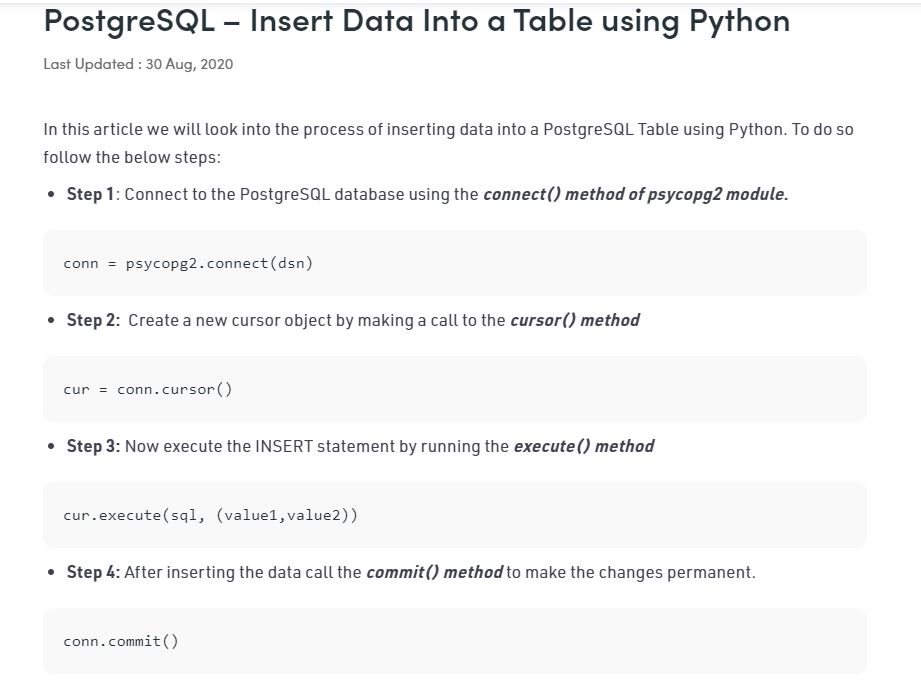 PostgreSQL – Insert Data Into a Table using Python
Last Updated : 30 Aug, 2020
In this article we will look into the process of inserting data into a PostgreSQL Table using Python. To do so
follow the below steps:
• Step 1: Connect to the PostgreSQL database using the connect() method of psycopg2 module.
conn = psycopg2.connect(dsn)
• Step 2:  Create a new cursor object by making a call to the cursor() method
cur = conn.cursor()
• Step 3: Now execute the INSERT statement by running the execute() method
cur.execute(sql, (value1,value2))
• Step 4: After inserting the data call the commit() method to make the changes permanent.
conn.commit()